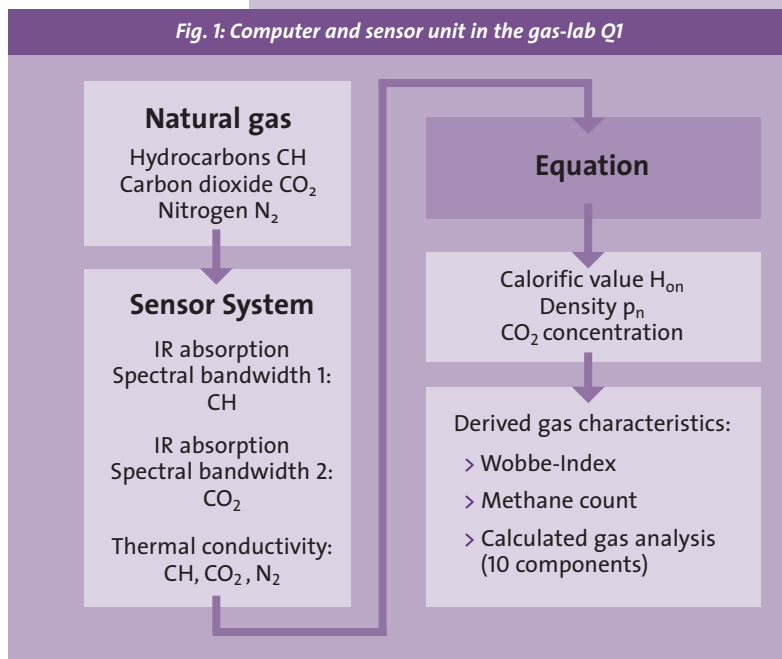 Fig. 1: Computer and sensor unit in the gas-lab Q1
Natural gas
Hydrocarbons CH
Carbon dioxide CO₂
Nitrogen N₂
Sensor System
IR absorption
Spectral bandwidth 1:
CH
IR absorption
Spectral bandwidth 2:
CO₂
Thermal conductivity:
CH, CO₂ , N₂
Equation
Calorific value Hₒₙ
Density pₙ
CO₂ concentration
Derived gas characteristics:
> Wobbe-Index
> Methane count
> Calculated gas analysis
(10 components)